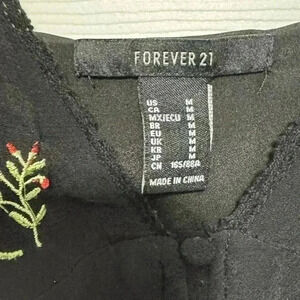 FOREVER 21
US M
CA M
MX/ECU M
BR M
EU M
UK M
KR M
JP M
CN 165/88A
MADE IN CHINA